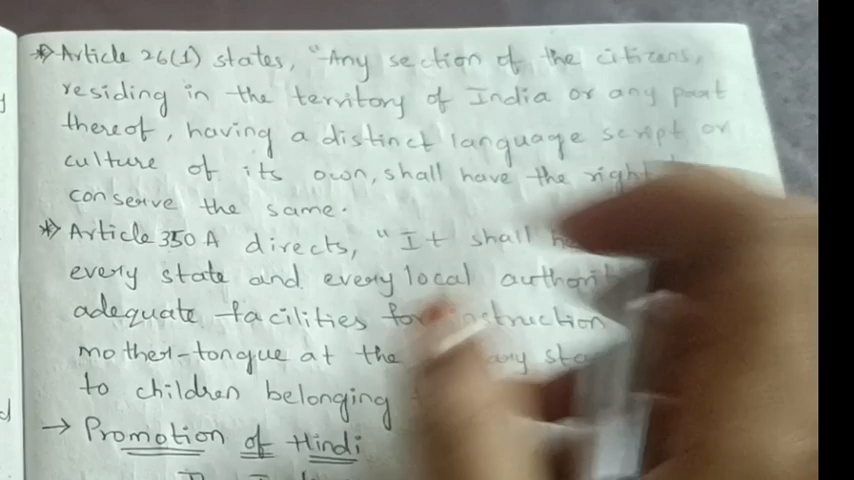 Article 26(1) states, "Any section of the citizens,
residing in the territory of India or any part
thereof, having a distinct language script or
culture of its own, shall have the right
conserve the same.
Article 350 A directs, "It shall
every state and every local
adequate facilities for instruction
mother-tongue at the
to children belonging
→ Promotion of Hindi